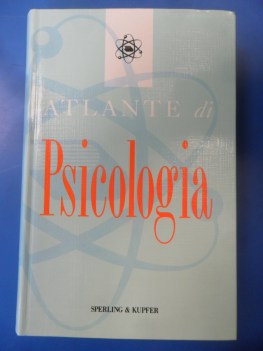 ATLANTE di
Psicologia
SPERLING & KUPFER